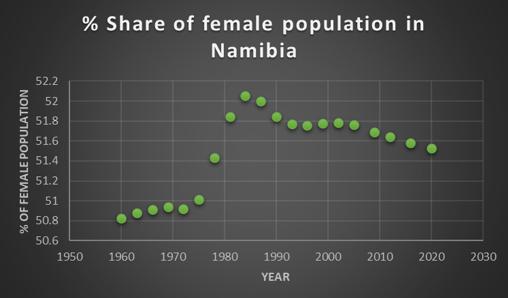 % Share of female population in
Namibia
% OF FEMALE POPULATION
52.2
52
51.8
51.6
51.4
51.2
51
50.8
50.6
1950 1960 1970 1980 1990 2000 2010 2020 2030
YEAR